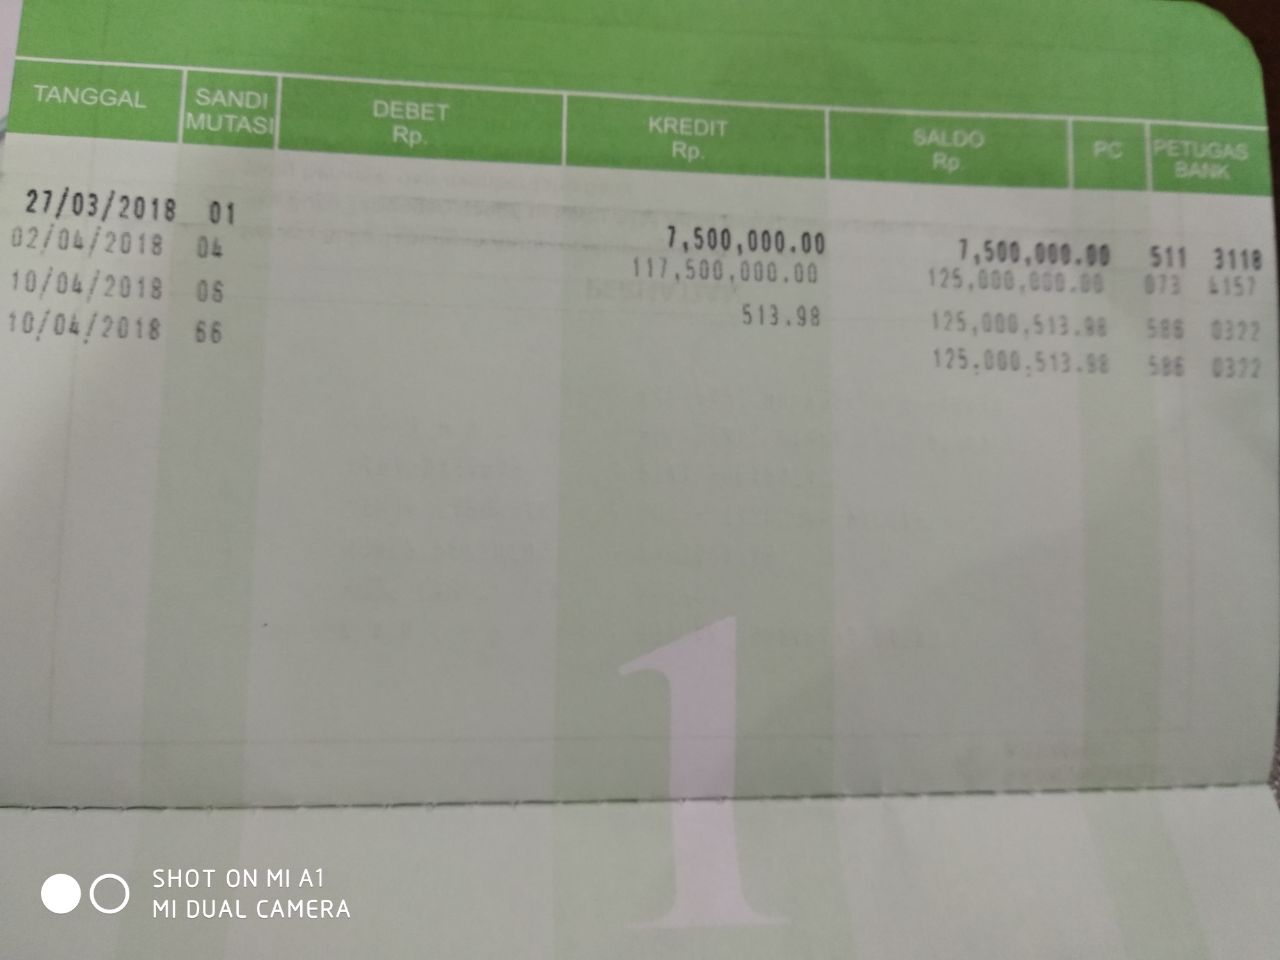 TANGGAL SANDI MUTASI DEBET Rp. KREDIT Rp. SALDO Rp. PC PETUGAS BANK
27/03/2018 01 7,500,000.00 7,500,000.00 511 3118
02/04/2018 04 117,500,000.00 125,000,000.00 073 4157
10/04/2018 06 513.98 125,000,513.98 586 0322
10/04/2018 66 125,000,513.98 586 0322
1
SHOT ON MI A1
MI DUAL CAMERA